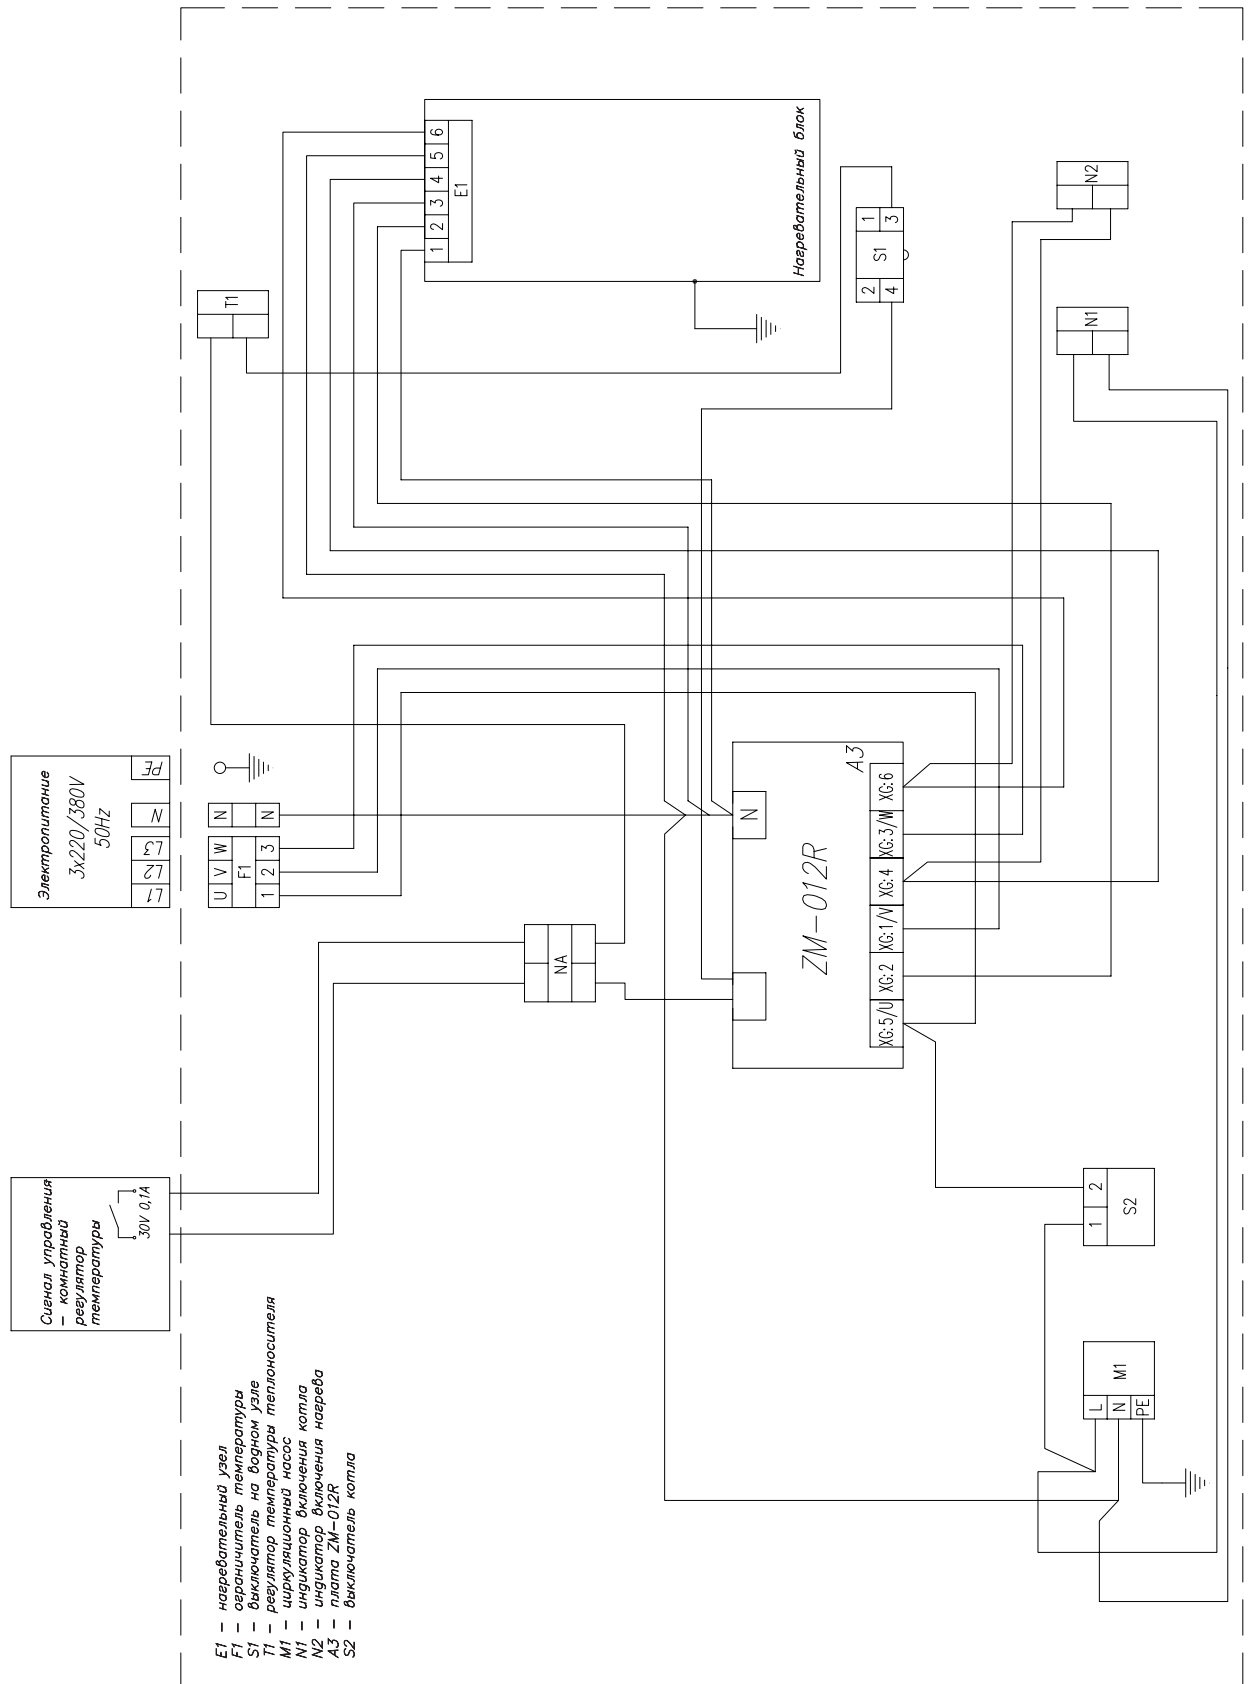 Сигнал управления
– комнатный
регулятор
температуры
30V 0,1A
Электропитание
3x220/380V
50Hz
L1
L2
L3
N
PE
U
V
W
N
F1
1
2
3
N
T1
E1
1
2
3
4
5
6
Нагревательный блок
NA
S1
2
4
1
3
N
A3
ZM–012R
XG:5/U
XG:2
XG:1/V
XG:4
XG:3/W
XG:6
N1
N2
1
2
S2
L
N
PE
M1
E1 – нагревательный узел
F1 – ограничитель температуры
S1 – выключатель на водном узле
T1 – регулятор температуры теплоносителя
M1 – циркуляционный насос
N1 – индикатор включения котла
N2 – индикатор включения нагрева
A3 – плата ZM–012R
S2 – выключатель котла